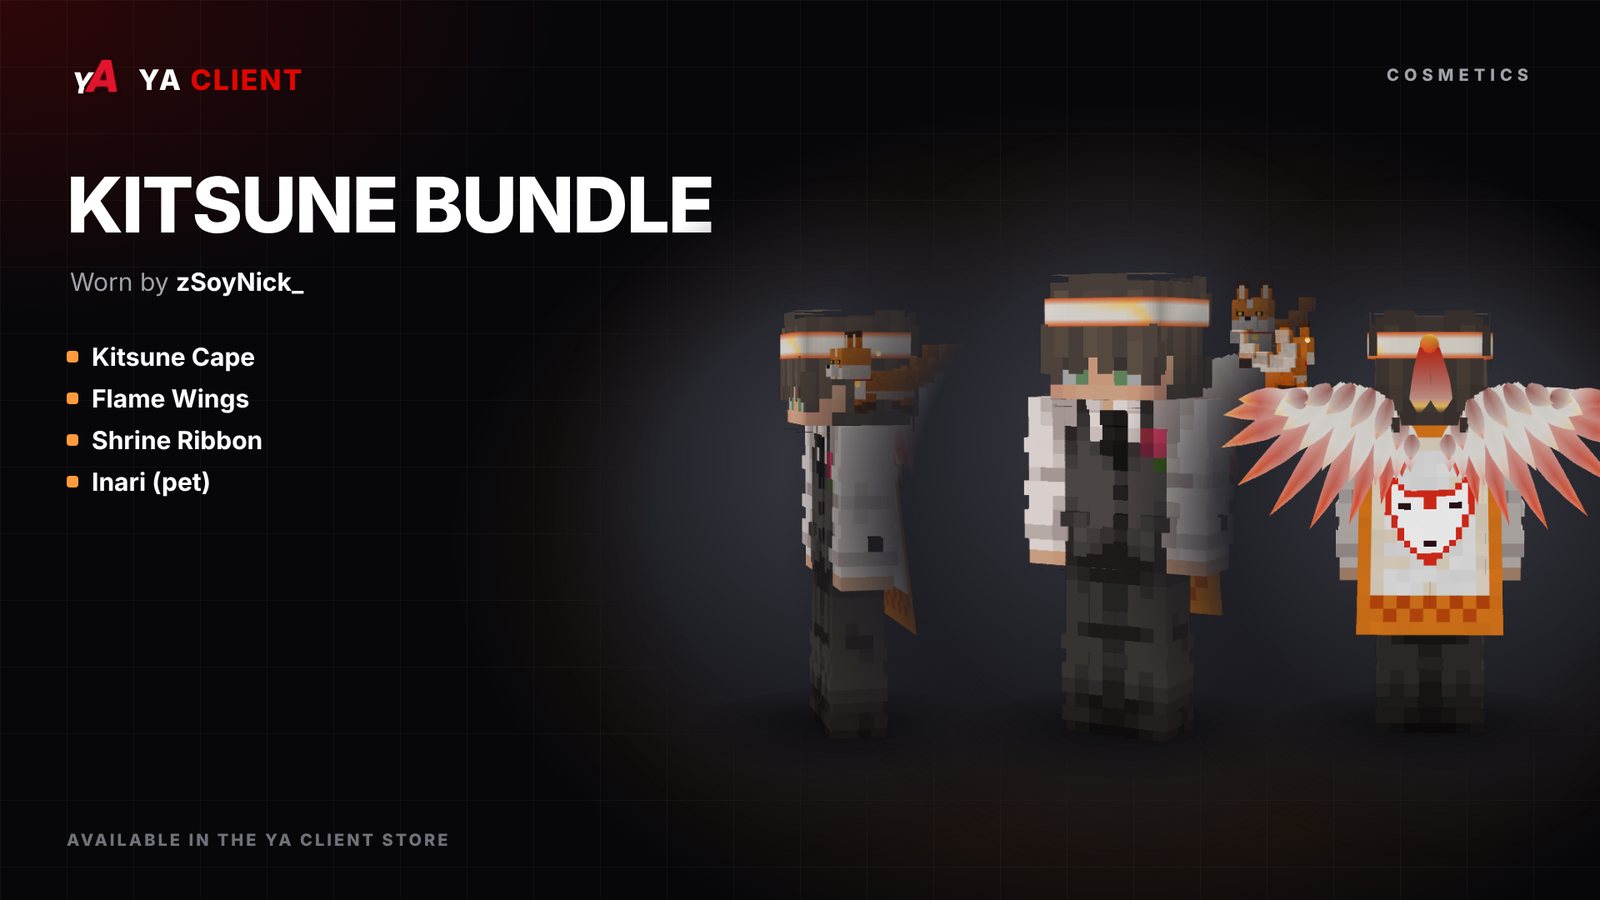 yA YA CLIENT
COSMETICS
KITSUNE BUNDLE
Worn by zSoyNick_
Kitsune Cape
Flame Wings
Shrine Ribbon
Inari (pet)
AVAILABLE IN THE YA CLIENT STORE